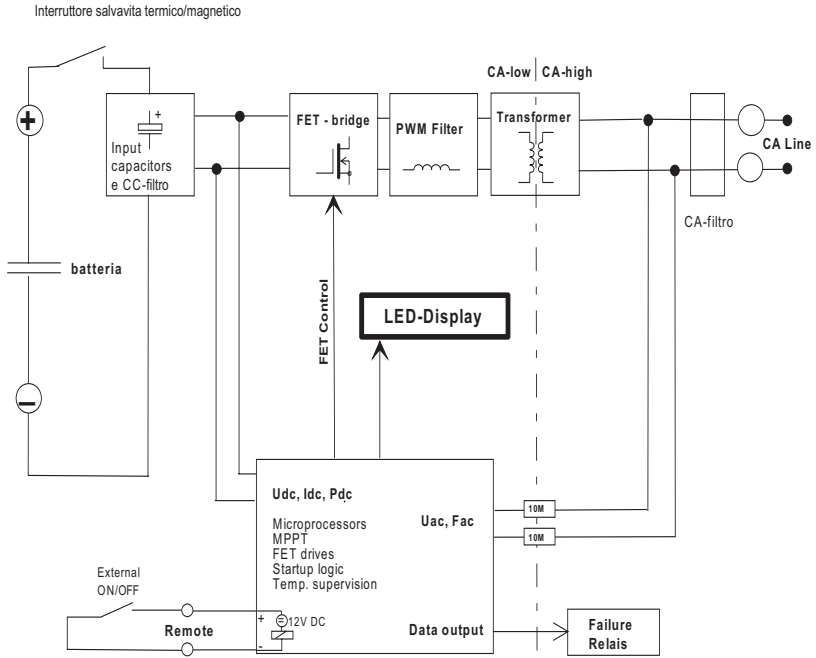 Interruttore salvavita termico/magnetico
CA-low | CA-high
+
+
Input
capacitors
e CC-filtro
FET - bridge
PWM Filter
Transformer
CA Line
CA-filtro
batteria
FET Control
LED-Display
−
Udc, Idc, Pdc
Microprocessors
MPPT
FET drives
Startup logic
Temp. supervision
Uac, Fac
10M
10M
External
ON/OFF
Remote
+
=
12V DC
-
Data output
Failure
Relais